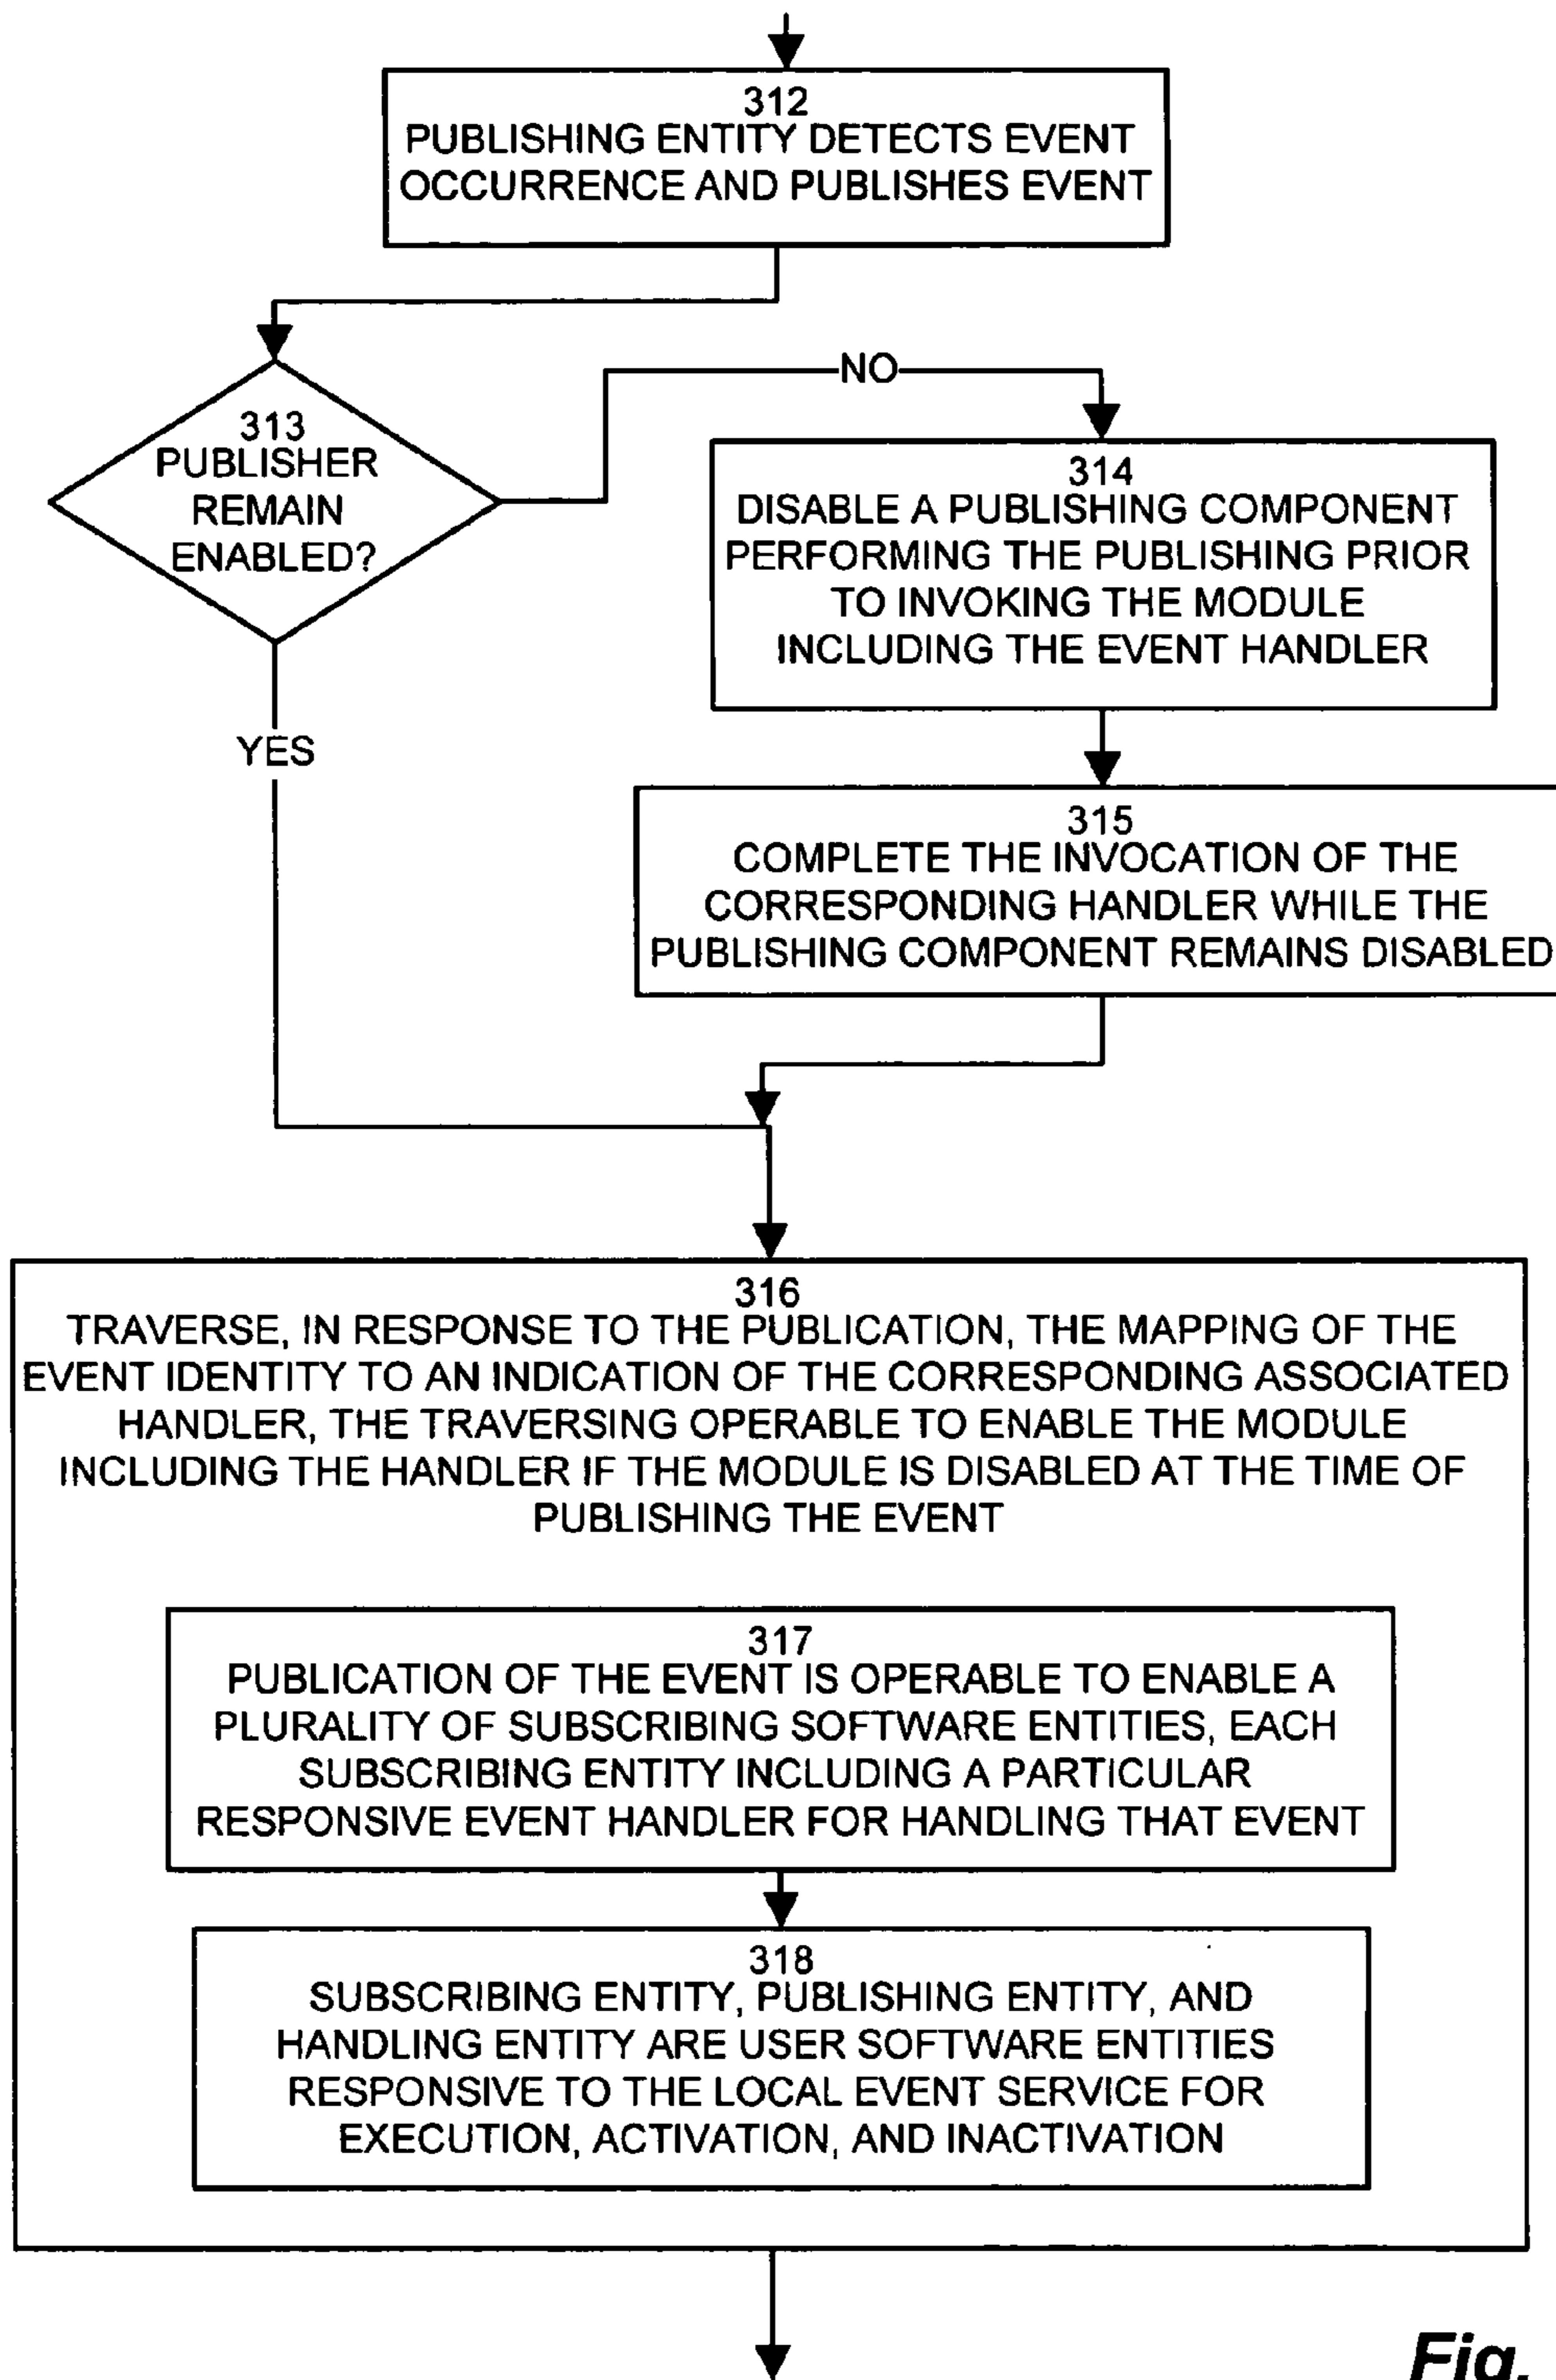 312
PUBLISHING ENTITY DETECTS EVENT
OCCURRENCE AND PUBLISHES EVENT
313
PUBLISHER
REMAIN
ENABLED?
NO
314
DISABLE A PUBLISHING COMPONENT
PERFORMING THE PUBLISHING PRIOR
TO INVOKING THE MODULE
INCLUDING THE EVENT HANDLER
YES
315
COMPLETE THE INVOCATION OF THE
CORRESPONDING HANDLER WHILE THE
PUBLISHING COMPONENT REMAINS DISABLED
316
TRAVERSE, IN RESPONSE TO THE PUBLICATION, THE MAPPING OF THE
EVENT IDENTITY TO AN INDICATION OF THE CORRESPONDING ASSOCIATED
HANDLER, THE TRAVERSING OPERABLE TO ENABLE THE MODULE
INCLUDING THE HANDLER IF THE MODULE IS DISABLED AT THE TIME OF
PUBLISHING THE EVENT
317
PUBLICATION OF THE EVENT IS OPERABLE TO ENABLE A
PLURALITY OF SUBSCRIBING SOFTWARE ENTITIES, EACH
SUBSCRIBING ENTITY INCLUDING A PARTICULAR
RESPONSIVE EVENT HANDLER FOR HANDLING THAT EVENT
318
SUBSCRIBING ENTITY, PUBLISHING ENTITY, AND
HANDLING ENTITY ARE USER SOFTWARE ENTITIES
RESPONSIVE TO THE LOCAL EVENT SERVICE FOR
EXECUTION, ACTIVATION, AND INACTIVATION
Fig.